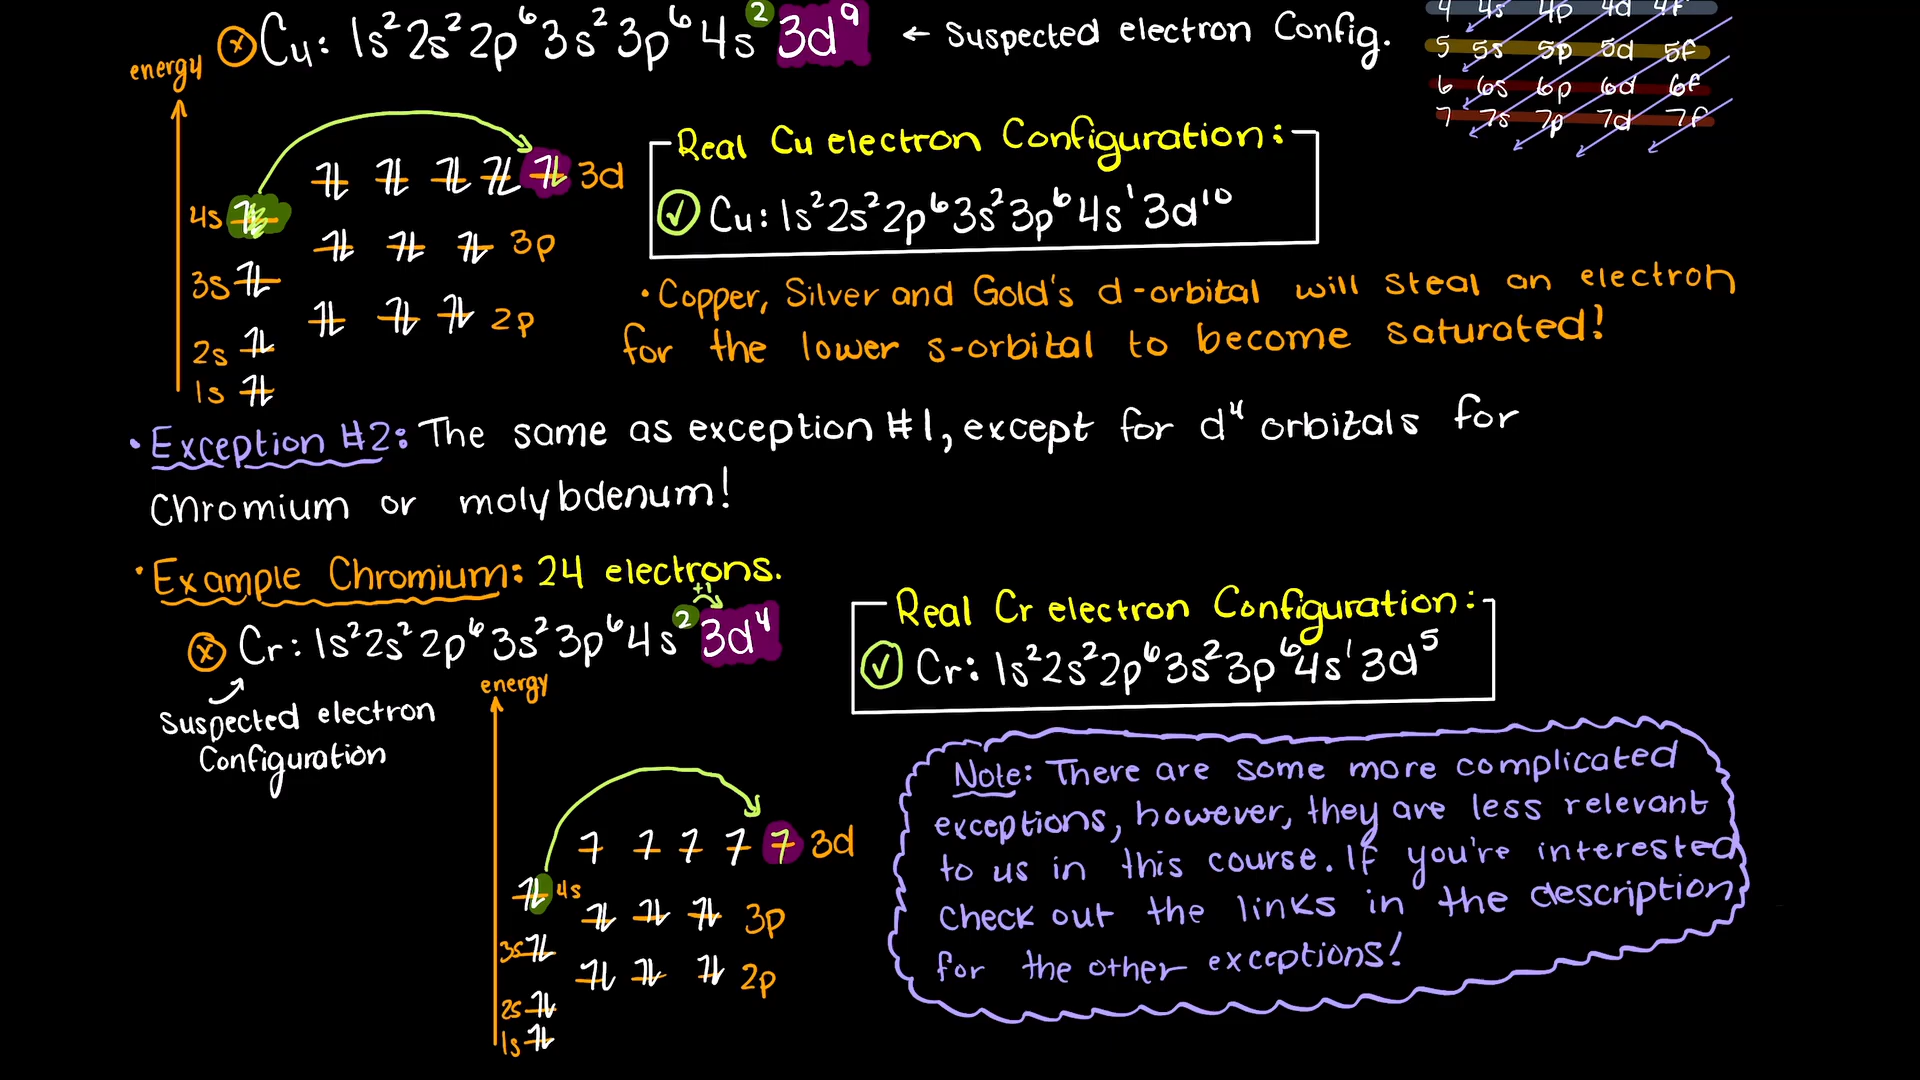 Cu: 1s²2s²2p⁶3s²3p⁶4s²3d⁹ ← Suspected electron Config.
4 4s 4p 4d 4f
5 5s 5p 5d 5f
6 6s 6p 6d 6f
7 7s 7p 7d 7f
energy
3d
4s
3p
3s
2p
2s
1s
Real Cu electron Configuration:
Cu: 1s²2s²2p⁶3s²3p⁶4s¹3d¹⁰
• Copper, Silver and Gold's d-orbital will steal an electron
for the lower s-orbital to become saturated!
• Exception #2: The same as exception #1, except for d⁴ orbitals for
Chromium or molybdenum!
• Example Chromium: 24 electrons.
+1
Cr: 1s²2s²2p⁶3s²3p⁶4s²3d⁴
Suspected electron
Configuration
Real Cr electron Configuration:
Cr: 1s²2s²2p⁶3s²3p⁶4s¹3d⁵
energy
3d
4s
3p
3s
2p
2s
1s
Note: There are some more complicated
exceptions, however, they are less relevant
to us in this course. If you're interested
check out the links in the description
for the other exceptions!